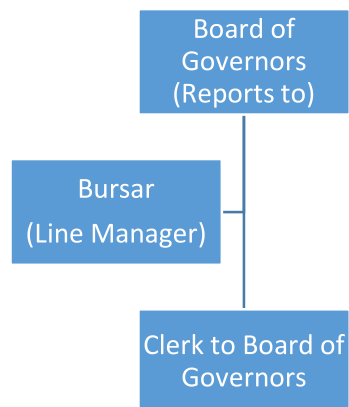 Board of
Governors
(Reports to)
Bursar
(Line Manager)
Clerk to Board of
Governors